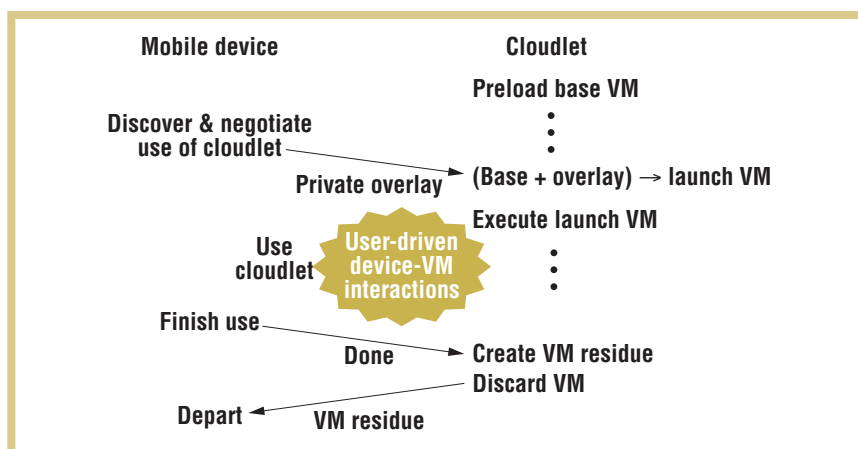 Mobile device
Cloudlet
Preload base VM
Discover & negotiate
use of cloudlet
Private overlay
(Base + overlay) → launch VM
Execute launch VM
Use
cloudlet
User-driven
device-VM
interactions
Finish use
Done
Create VM residue
Discard VM
Depart
VM residue